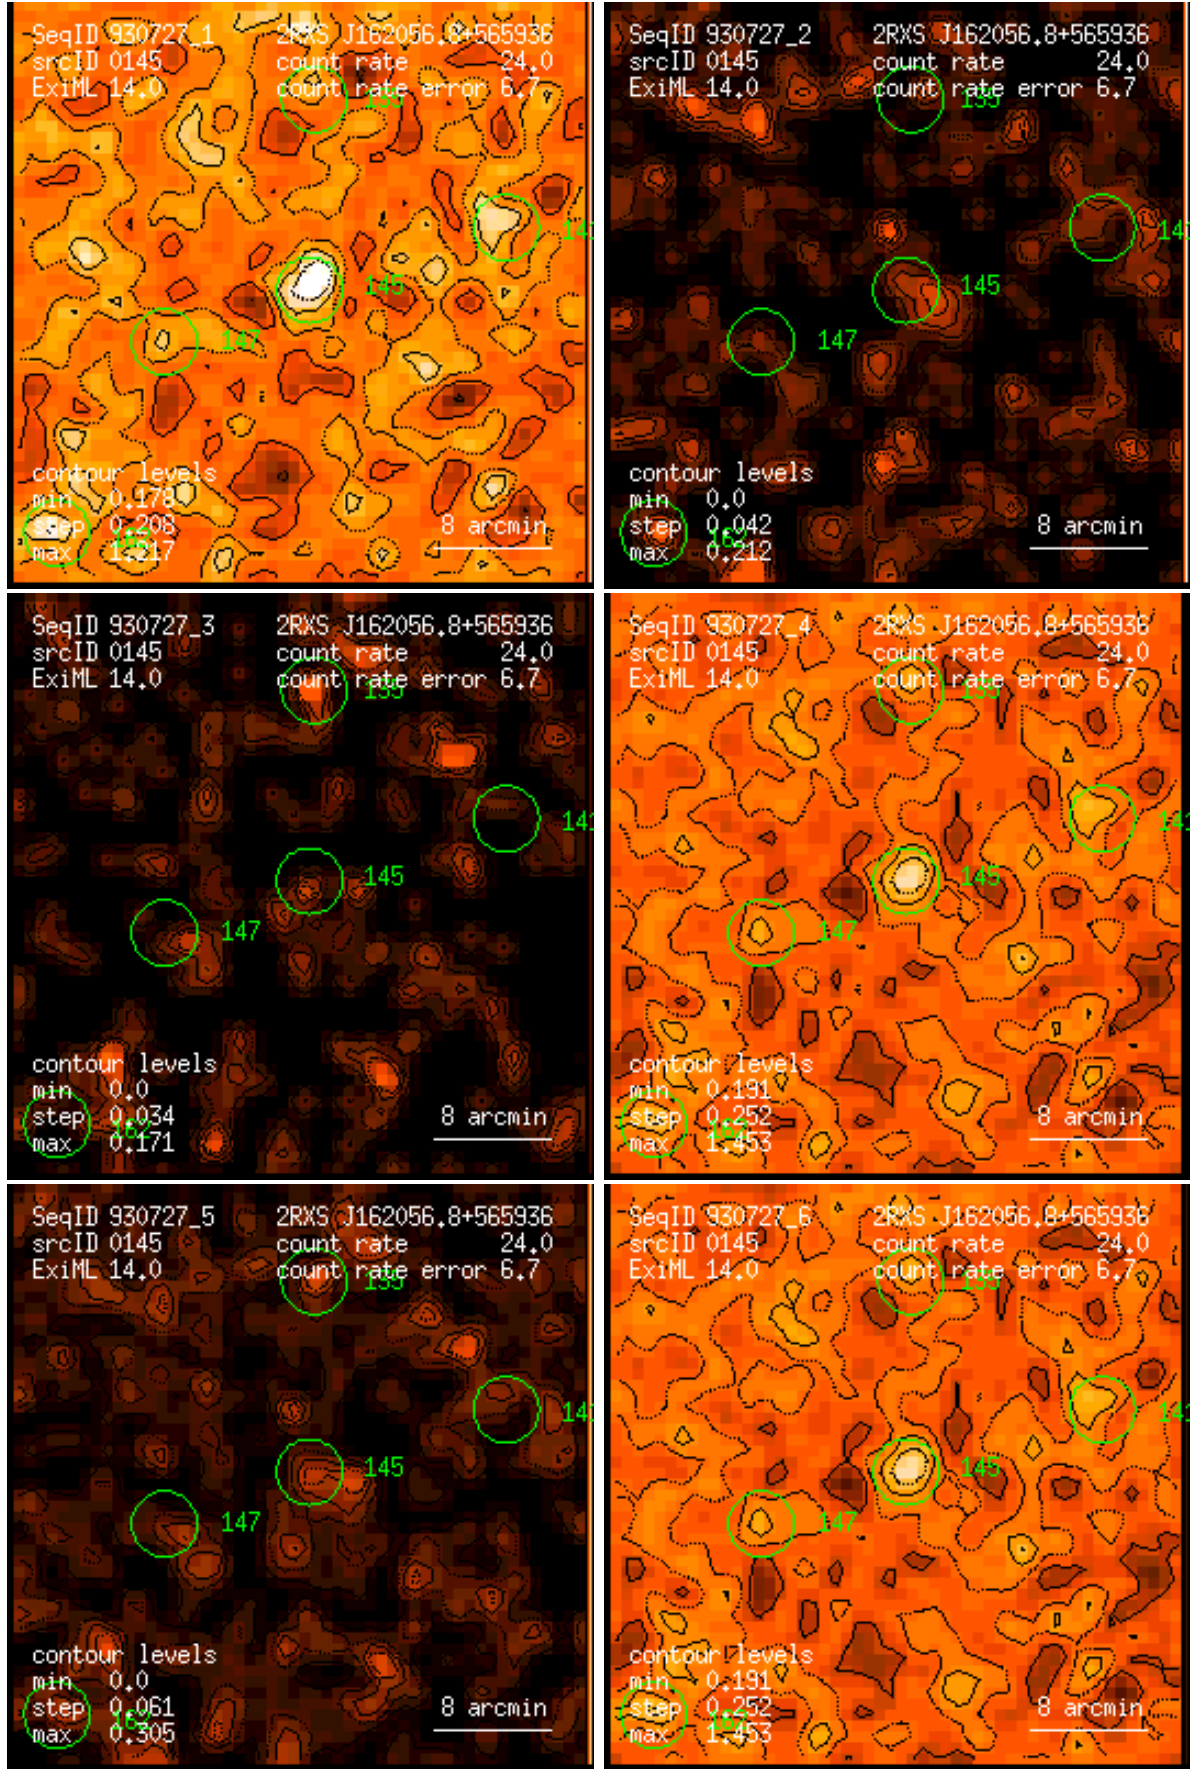 SeqID 930727_1 2RXS J162056.8+565936
srcID 0145 count rate 24.0
ExiML 14.0 count rate error 6.7
145
147
contour levels
min 0.178
step 0.208
max 1.217
8 arcmin
SeqID 930727_2 2RXS J162056.8+565936
srcID 0145 count rate 24.0
ExiML 14.0 count rate error 6.7
145
147
contour levels
min 0.0
step 0.042
max 0.212
8 arcmin
SeqID 930727_3 2RXS J162056.8+565936
srcID 0145 count rate 24.0
ExiML 14.0 count rate error 6.7
141
145
147
contour levels
min 0.0
step 0.034
max 0.171
8 arcmin
SeqID 930727_4 2RXS J162056.8+565936
srcID 0145 count rate 24.0
ExiML 14.0 count rate error 6.7
145
147
contour levels
min 0.191
step 0.252
max 1.453
8 arcmin
SeqID 930727_5 2RXS J162056.8+565936
srcID 0145 count rate 24.0
ExiML 14.0 count rate error 6.7
145
147
contour levels
min 0.0
step 0.061
max 0.305
8 arcmin
SeqID 930727_6 2RXS J162056.8+565936
srcID 0145 count rate 24.0
ExiML 14.0 count rate error 6.7
145
147
contour levels
min 0.191
step 0.252
max 1.453
8 arcmin